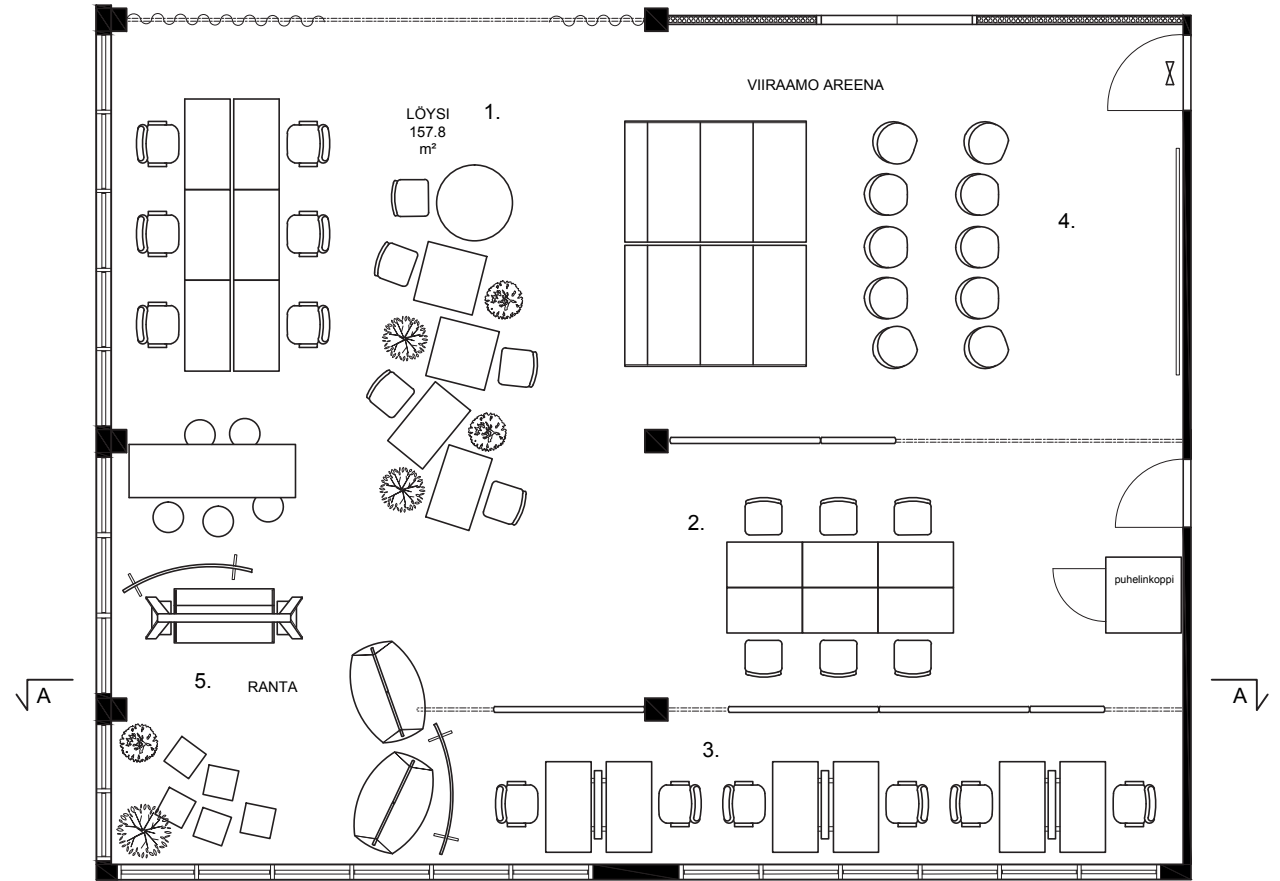 VIIRAAMO AREENA
LÖYSI
157.8
m²
1.
4.
2.
puhelinkoppi
5.
RANTA
A
A
3.